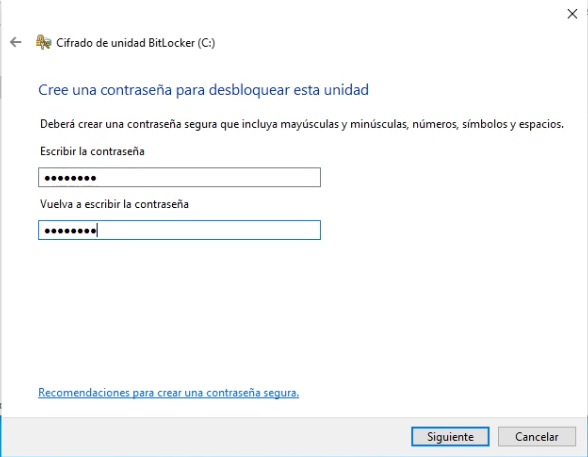 Cifrado de unidad BitLocker (C:)
Cree una contraseña para desbloquear esta unidad
Deberá crear una contraseña segura que incluya mayúsculas y minúsculas, números, símbolos y espacios.
Escribir la contraseña
●●●●●●●●
Vuelva a escribir la contraseña
●●●●●●●●
Recomendaciones para crear una contraseña segura.
Siguiente Cancelar